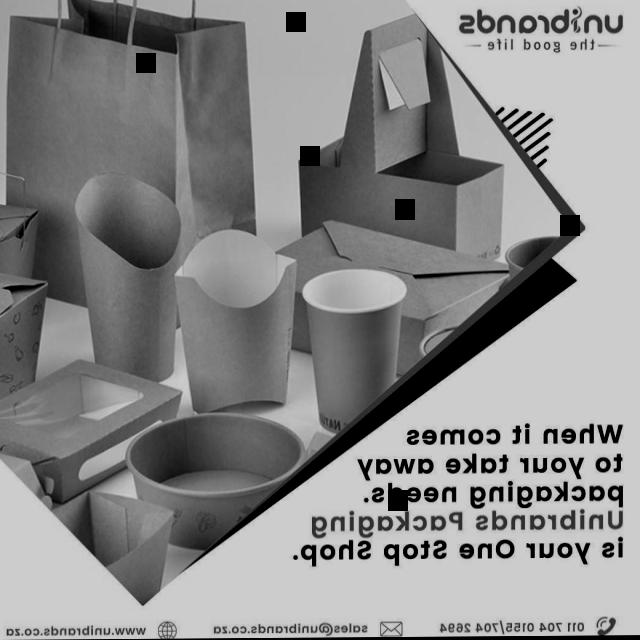 unibrands
the good life
When it comes
to your take away
packaging needs.
Unibrands Packaging
is your One Stop Shop.
011 704 0155/704 2694 sales@unibrands.co.za www.unibrands.co.za